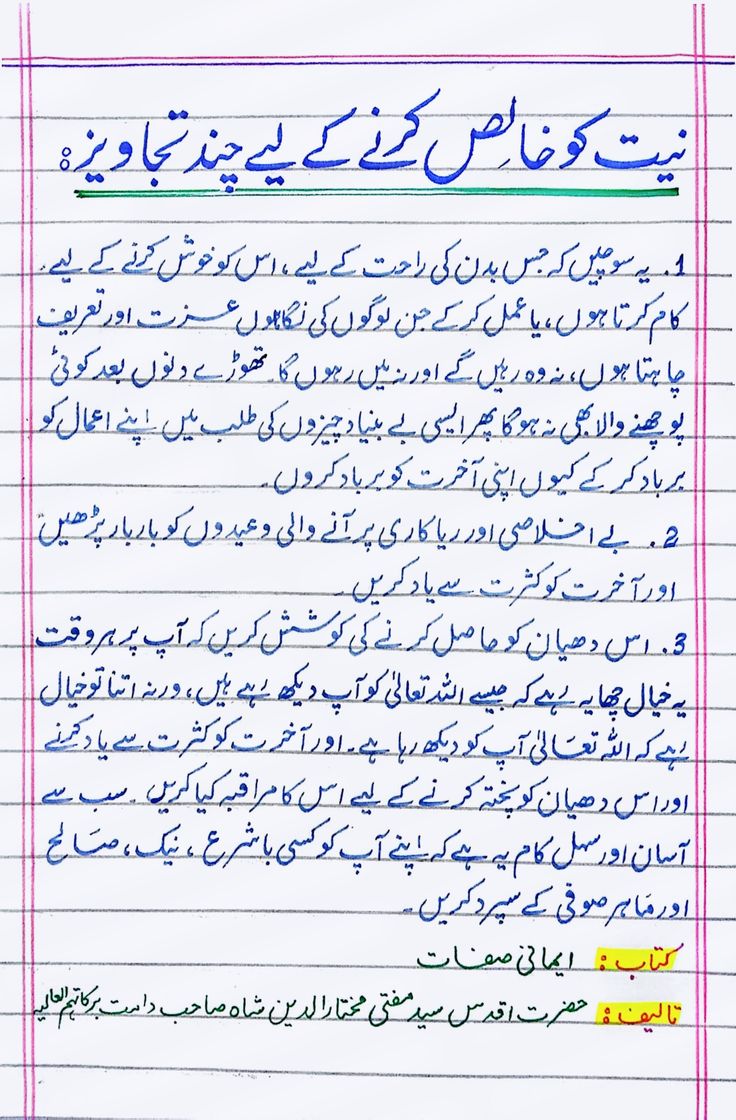 نیت کو خالص کرنے کے لیے چند تجاویز:
1. یہ سوچیں کہ جس بدن کی راحت کے لیے، اس کو خوش کرنے کے لیے۔
کام کرتا ہوں، یا عمل کر کے جن لوگوں کی نگاہوں عزت اور تعریف
چاہتا ہوں، نہ وہ رہیں گے اور نہ میں رہوں گا۔ تھوڑے دنوں بعد کوئی
پوچھنے والا بھی نہ ہوگا پھر ایسی بے بنیاد چیزوں کی طلب میں اپنے اعمال کو
برباد کر کے کیوں اپنی آخرت کو برباد کروں۔
2. بے اخلاصی اور ریاکاری پر آنے والی وعیدوں کو بار بار پڑھیں
اور آخرت کو کثرت سے یاد کریں۔
3. اس دھیان کو حاصل کرنے کی کوشش کریں کہ آپ پر ہر وقت
یہ خیال چھایہ رہے کہ جیسے اللہ تعالیٰ کو آپ دیکھ رہے ہیں، ورنہ اتنا تو خیال
رہے کہ اللہ تعَالیٰ آپ کو دیکھ رہا ہے۔ اور آخرت کو کثرت سے یاد کرنے
اور اس دھیان کو پختہ کرنے کے لیے اس کا مراقبہ کیا کریں۔ سب سے
آسان اور سہل کام یہ ہے کہ اپنے آپ کو کسی باشرع، نیک، صَالح
اور مَاہر صوفی کے سپرد کریں۔
کتاب: ایمانی صفات
تالیف: حضرت اقدس سید مفتی مختار الدین شاہ صاحب دامت برکاتہم العالیہ